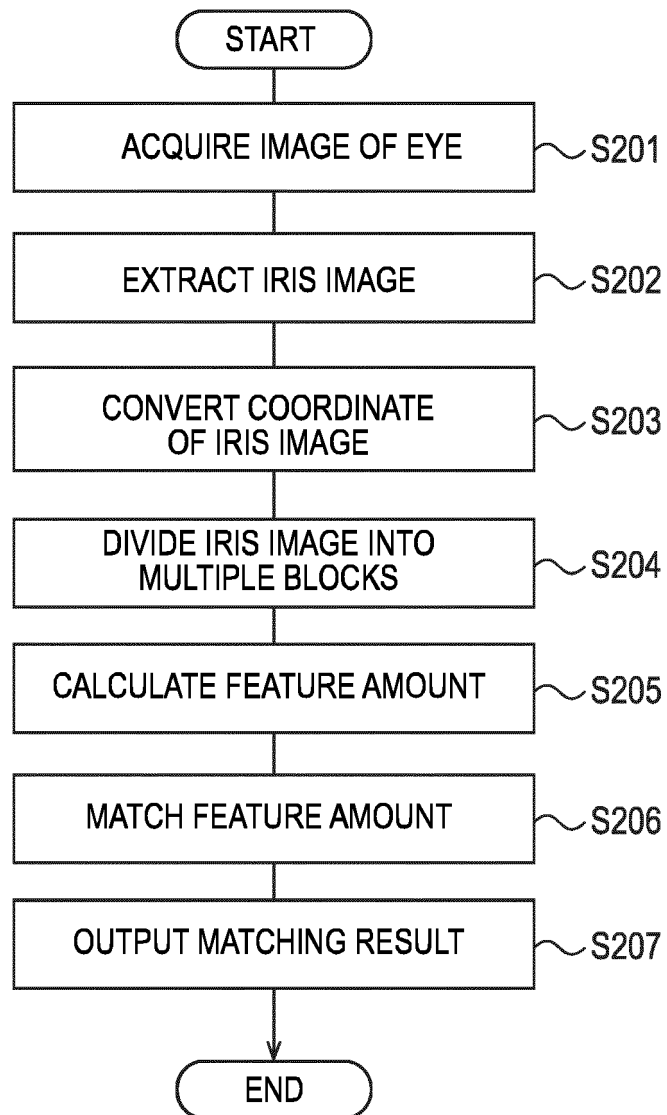 START
ACQUIRE IMAGE OF EYE
S201
EXTRACT IRIS IMAGE
S202
CONVERT COORDINATE
OF IRIS IMAGE
S203
DIVIDE IRIS IMAGE INTO
MULTIPLE BLOCKS
S204
CALCULATE FEATURE AMOUNT
S205
MATCH FEATURE AMOUNT
S206
OUTPUT MATCHING RESULT
S207
END